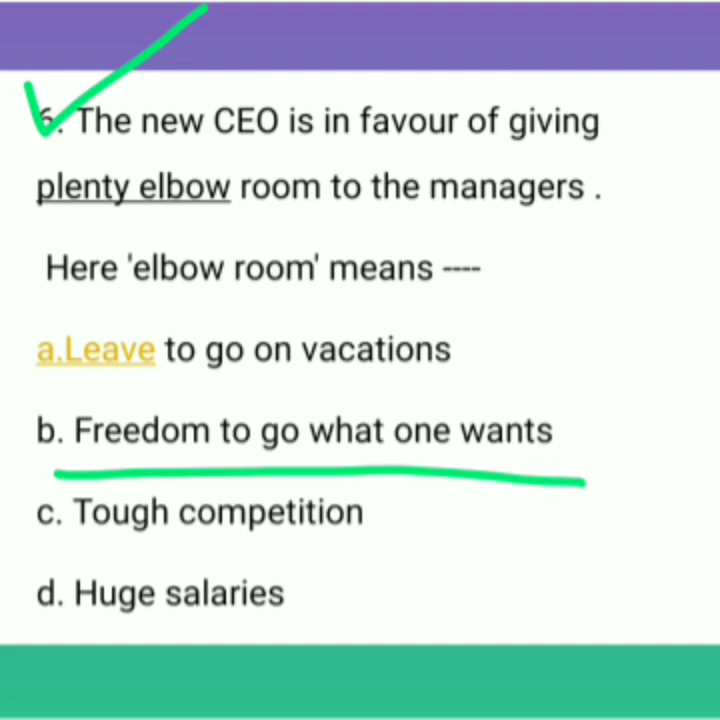 6. The new CEO is in favour of giving
plenty elbow room to the managers .
Here 'elbow room' means ----
a.Leave to go on vacations
b. Freedom to go what one wants
c. Tough competition
d. Huge salaries